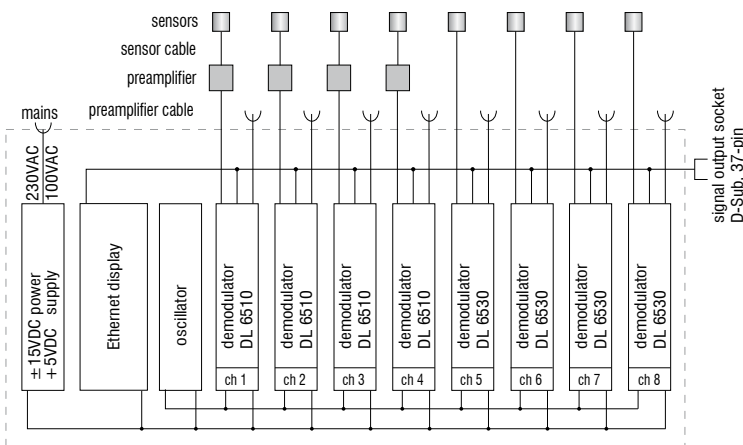 sensors
sensor cable
preamplifier
mains
preamplifier cable
230VAC
100VAC
signal output socket
D-Sub, 37-pin
± 15VDC power
+ 5VDC supply
Ethernet display
oscillator
demodulator
DL 6510
demodulator
DL 6510
demodulator
DL 6510
demodulator
DL 6510
demodulator
DL 6530
demodulator
DL 6530
demodulator
DL 6530
demodulator
DL 6530
ch 1
ch 2
ch 3
ch 4
ch 5
ch 6
ch 7
ch 8